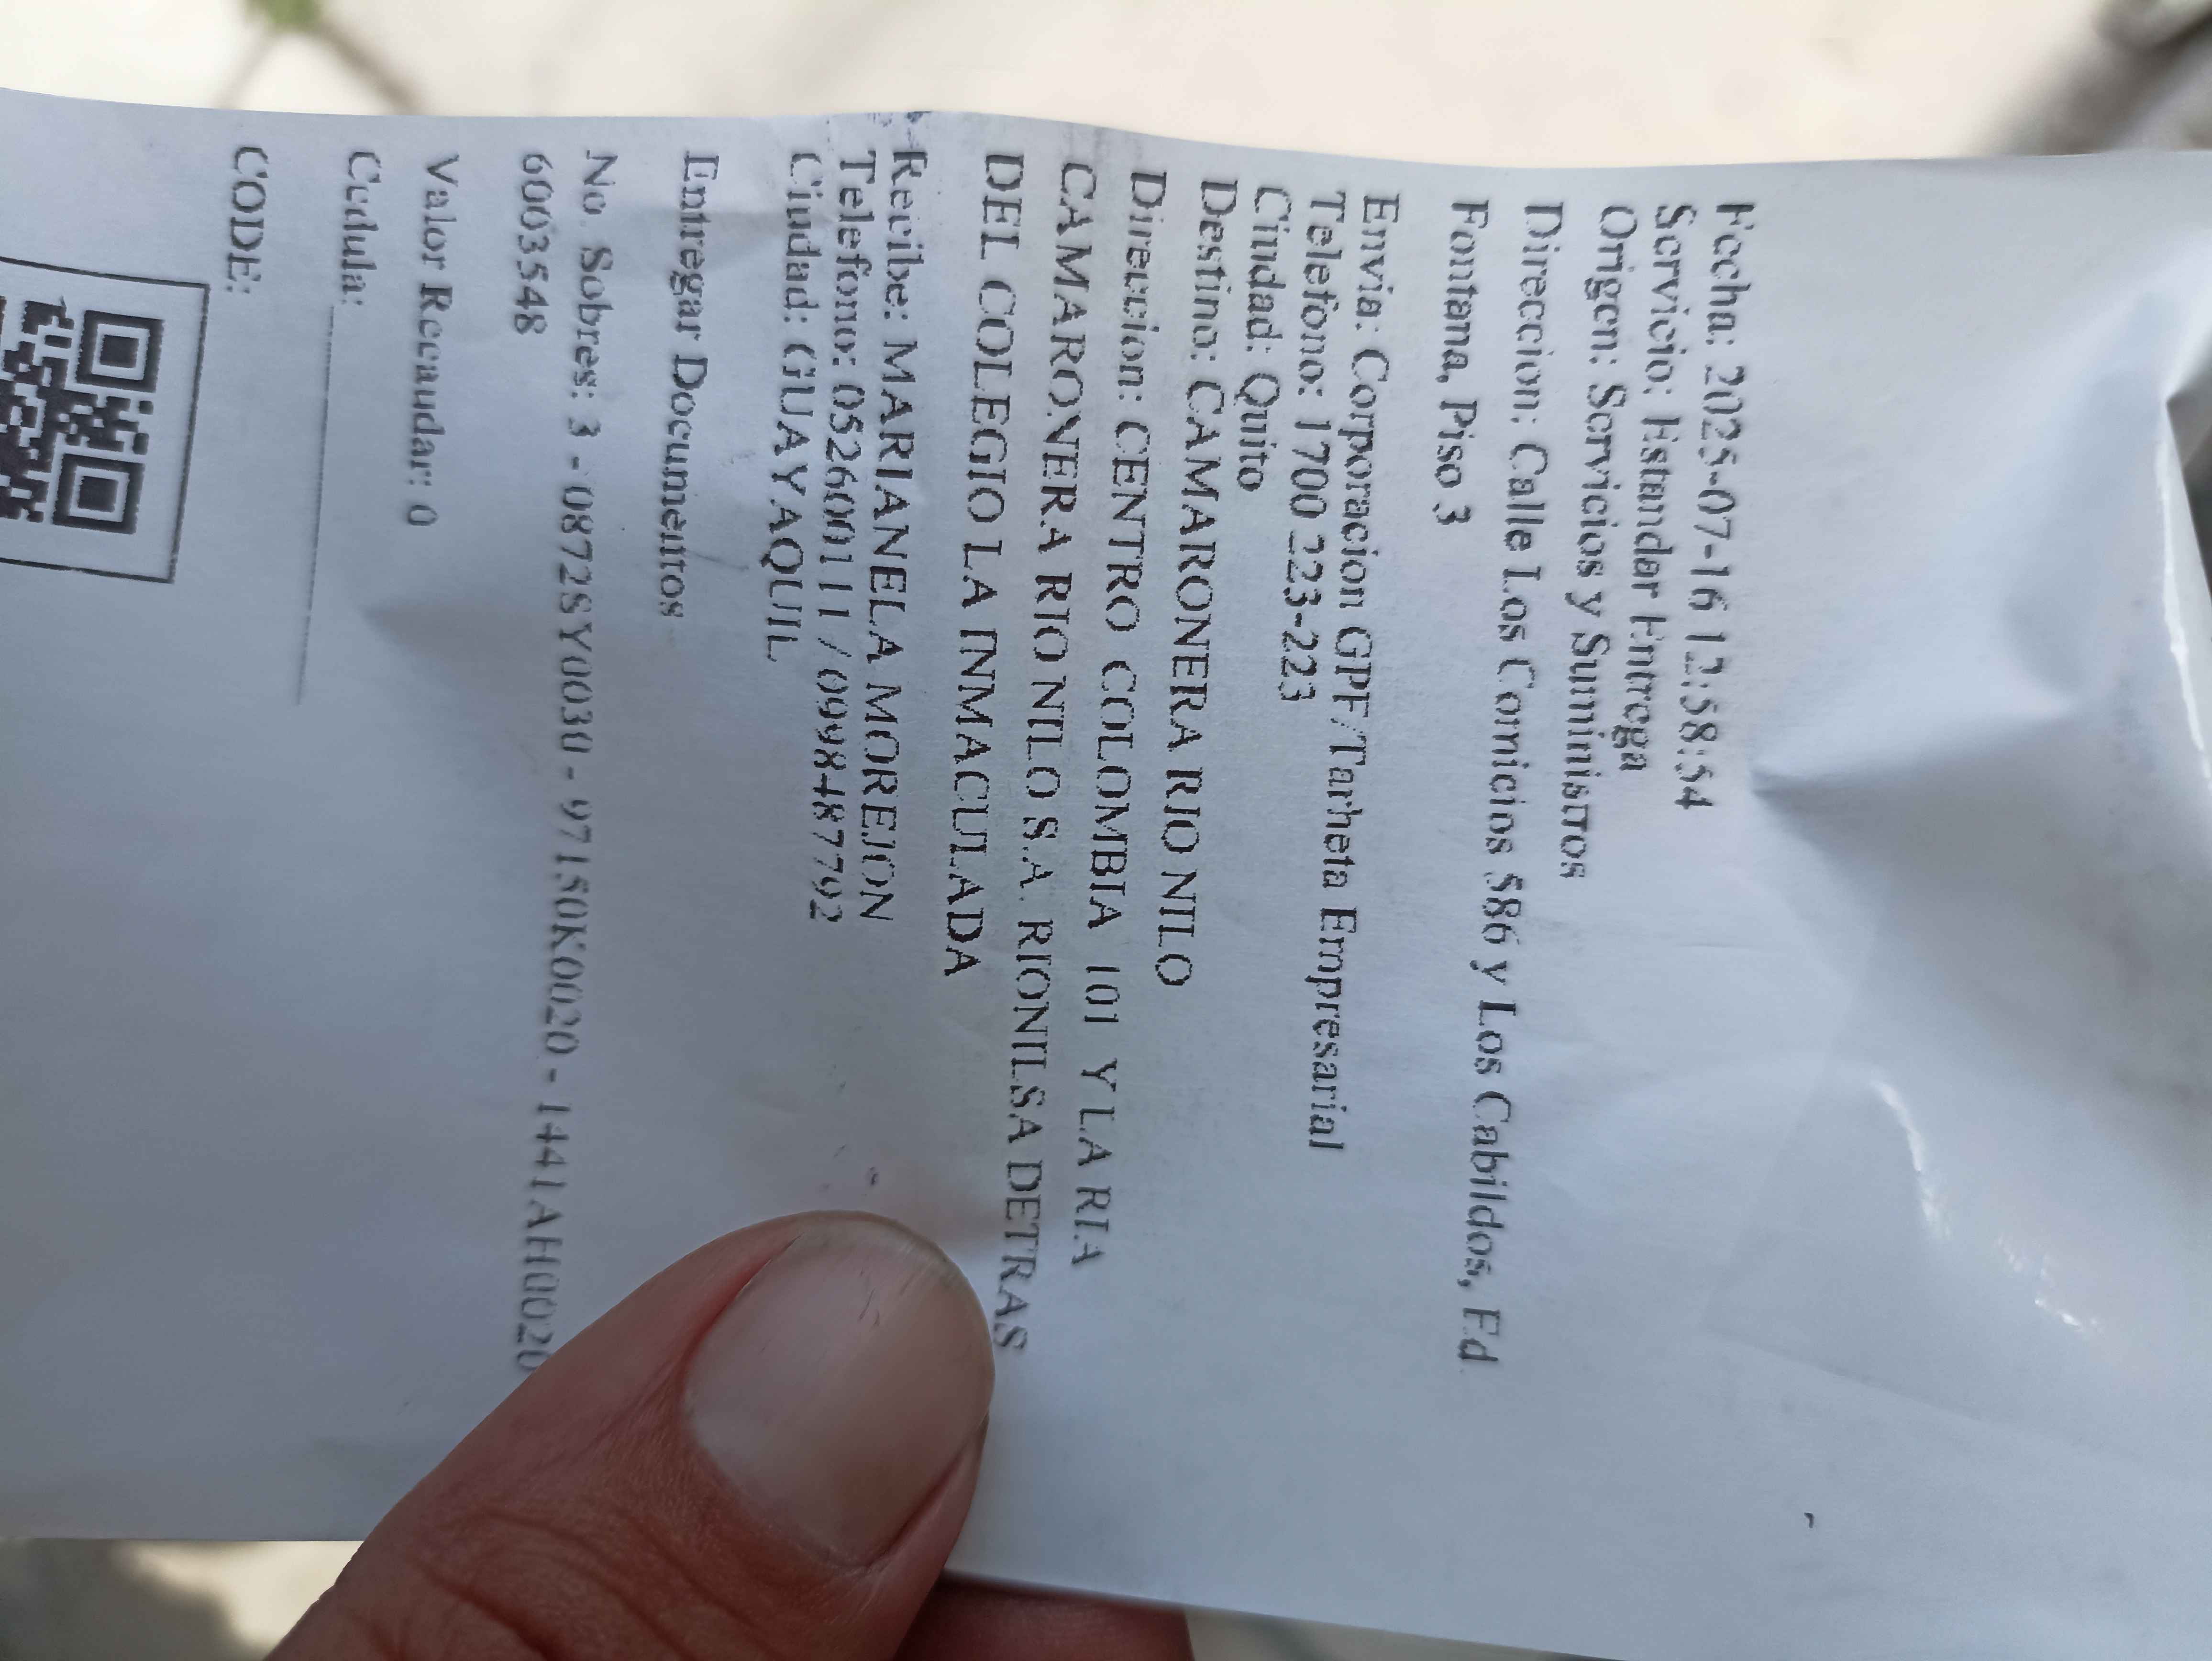 Fecha: 2025-07-16 12:58:54
Servicio: Estandar Entrega
Origen: Servicios y Suministros
Direccion: Calle Los Comicios S86 y Los Cabildos, Ed
Fontana, Piso 3
Envia: Corporacion GPF/Tarheta Empresarial
Telefono: 1700 223-223
Ciudad: Quito
Destino: CAMARONERA RIO NILO
Direccion: CENTRO COLOMBIA 101 Y LA RIA
CAMARONERA RIO NILO S.A. RIONILSA DETRAS
DEL COLEGIO LA INMACULADA
Recibe: MARIANELA MOREJON
Telefono: 052600111 / 0998487792
Ciudad: GUAYAQUIL
Entregar Documentos
No. Sobres: 3 - 0872SY0030 - 97150K0020 - 1441AH0020
6003548
Valor Recaudar: 0
Cedula:
CODE: